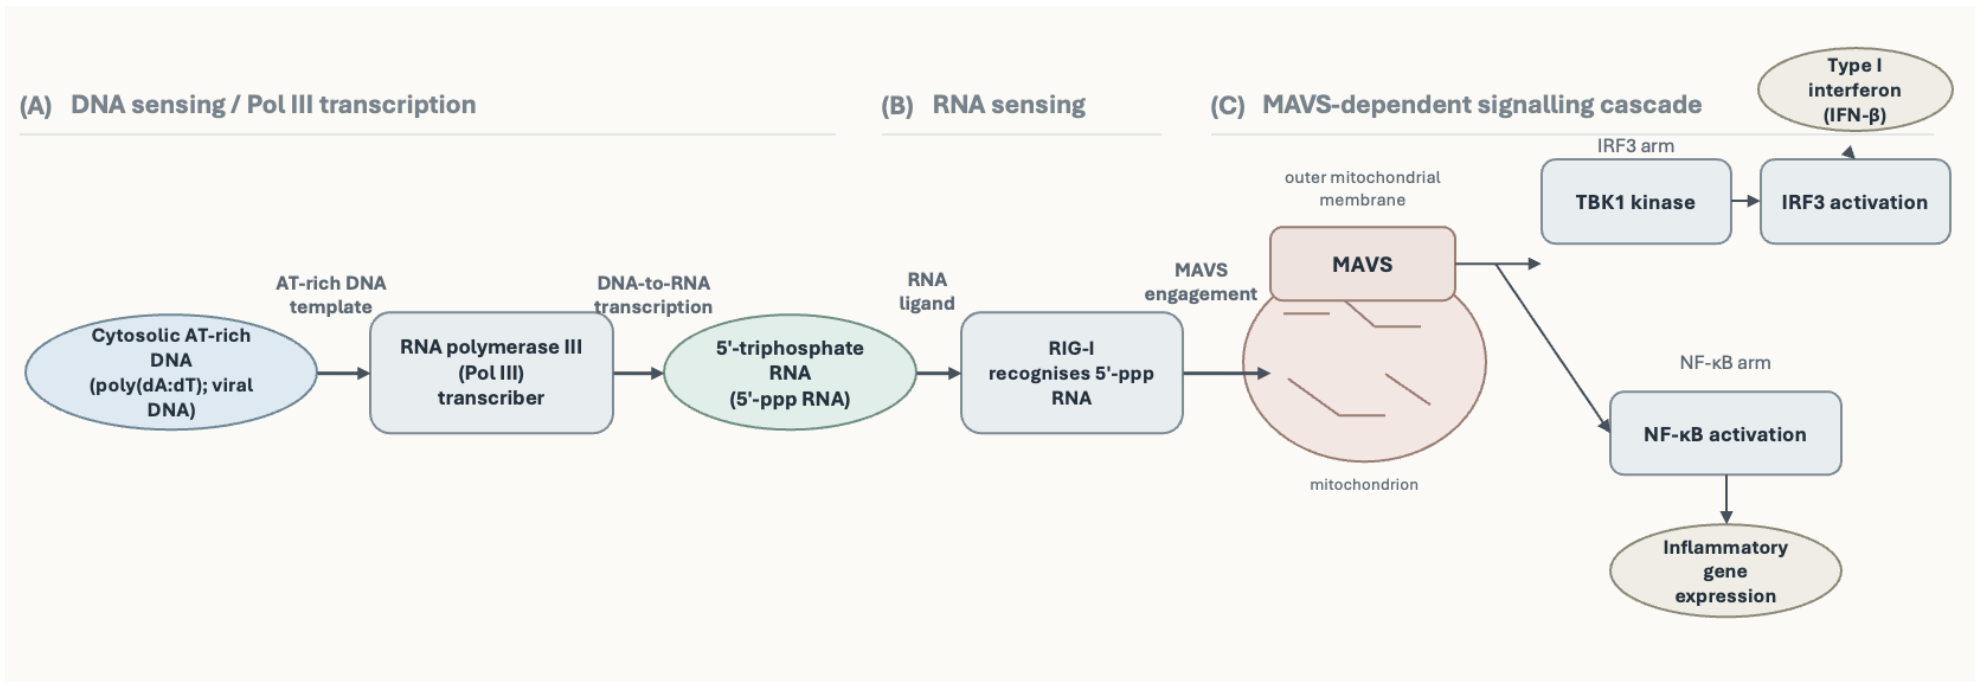 (A) DNA sensing / Pol III transcription
(B) RNA sensing
(C) MAVS-dependent signalling cascade
Type I
interferon
(IFN-β)
IRF3 arm
TBK1 kinase
IRF3 activation
outer mitochondrial
membrane
MAVS
AT-rich DNA
template
DNA-to-RNA
transcription
RNA
ligand
MAVS
engagement
Cytosolic AT-rich
DNA
(poly(dA:dT); viral
DNA)
RNA polymerase III
(Pol III)
transcriber
5'-triphosphate
RNA
(5'-ppp RNA)
RIG-I
recognises 5'-ppp
RNA
mitochondrion
NF-κB arm
NF-κB activation
Inflammatory
gene
expression